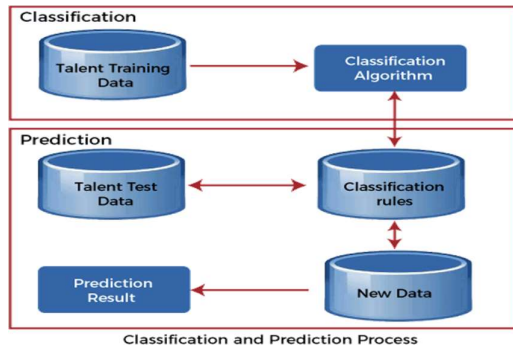 Classification
Talent Training
Data
Classification
Algorithm
Prediction
Talent Test
Data
Classification
rules
Prediction
Result
New Data
Classification and Prediction Process